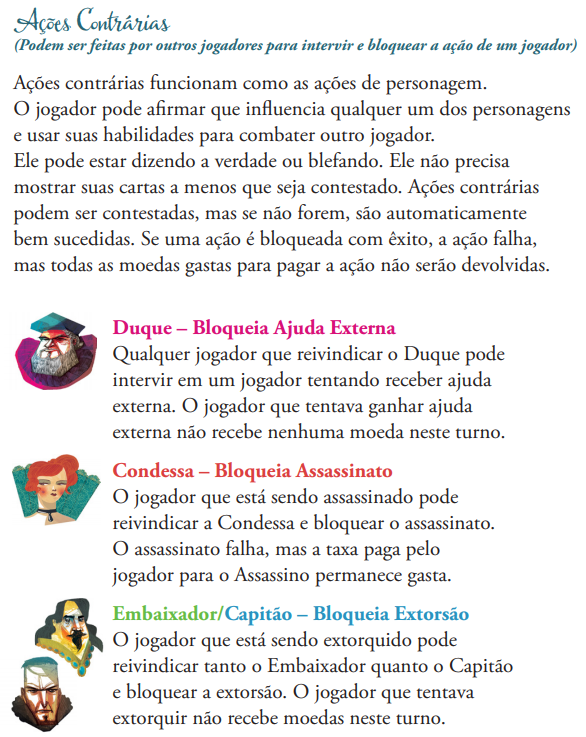 Ações Contrárias
(Podem ser feitas por outros jogadores para intervir e bloquear a ação de um jogador)
Ações contrárias funcionam como as ações de personagem.
O jogador pode afirmar que influencia qualquer um dos personagens
e usar suas habilidades para combater outro jogador.
Ele pode estar dizendo a verdade ou blefando. Ele não precisa
mostrar suas cartas a menos que seja contestado. Ações contrárias
podem ser contestadas, mas se não forem, são automaticamente
bem sucedidas. Se uma ação é bloqueada com êxito, a ação falha,
mas todas as moedas gastas para pagar a ação não serão devolvidas.
Duque – Bloqueia Ajuda Externa
Qualquer jogador que reivindicar o Duque pode
intervir em um jogador tentando receber ajuda
externa. O jogador que tentava ganhar ajuda
externa não recebe nenhuma moeda neste turno.
Condessa – Bloqueia Assassinato
O jogador que está sendo assassinado pode
reivindicar a Condessa e bloquear o assassinato.
O assassinato falha, mas a taxa paga pelo
jogador para o Assassino permanece gasta.
Embaixador/Capitão – Bloqueia Extorsão
O jogador que está sendo extorquido pode
reivindicar tanto o Embaixador quanto o Capitão
e bloquear a extorsão. O jogador que tentava
extorquir não recebe moedas neste turno.